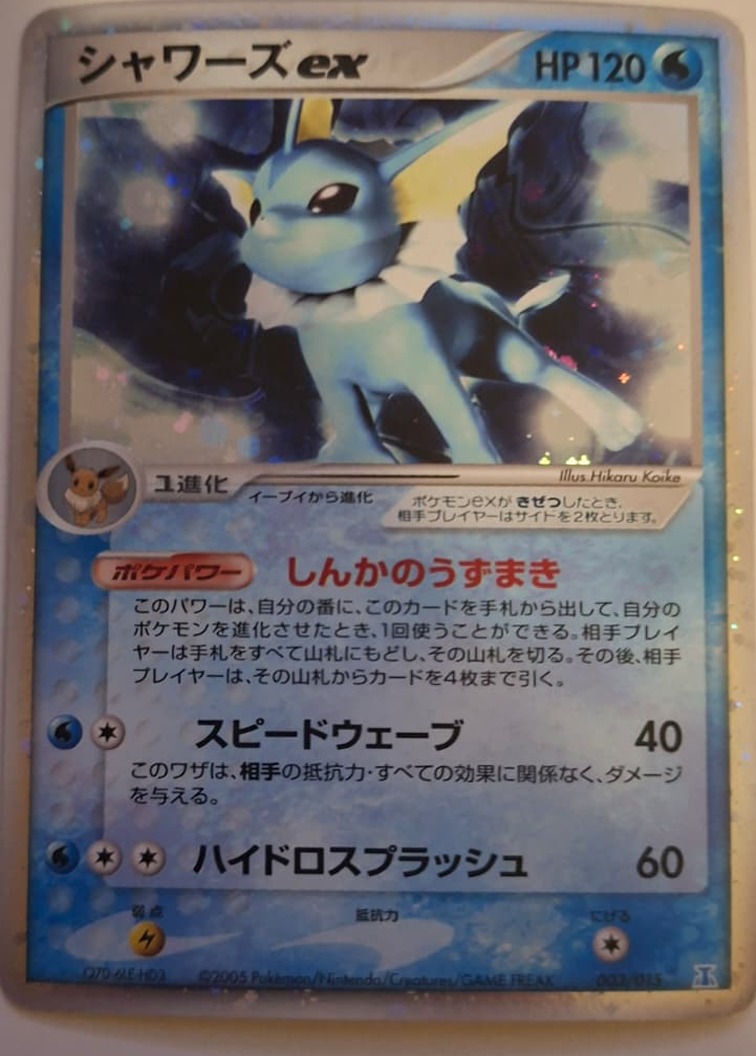 シャワーズex HP120
Illus. Hikaru Koike
1進化 イーブイから進化
ポケモンexが きぜつしたとき、
相手プレイヤーはサイドを2枚とります。
ポケパワー しんかのうずまき
このパワーは、自分の番に、このカードを手札から出して、自分の
ポケモンを進化させたとき、1回使うことができる。相手プレイ
ヤーは手札をすべて山札にもどし、その山札を切る。その後、相手
プレイヤーは、その山札からカードを4枚まで引く。
スピードウェーブ 40
このワザは、相手の抵抗力・すべての効果に関係なく、ダメージ
を与える。
ハイドロスプラッシュ 60
弱点 抵抗力 にげる
©2005 Pokémon/Nintendo/Creatures/GAME FREAK